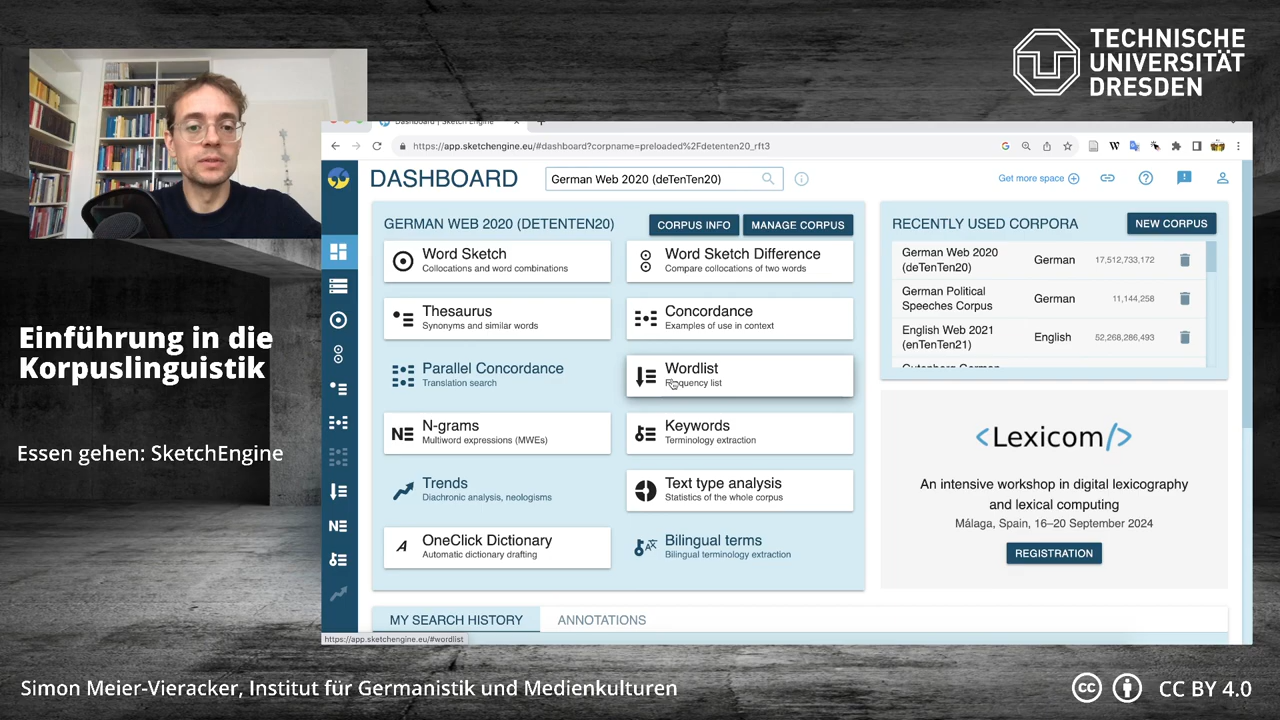 TECHNISCHE
UNIVERSITÄT
DRESDEN
Einführung in die
Korpuslinguistik
Essen gehen: SketchEngine
Dashboard | Sketch Engine
https://app.sketchengine.eu/#dashboard?corpname=preloaded%2Fdetenten20_rft3
DASHBOARD
German Web 2020 (deTenTen20)
Get more space
GERMAN WEB 2020 (DETENTEN20)
CORPUS INFO
MANAGE CORPUS
Word Sketch
Collocations and word combinations
Word Sketch Difference
Compare collocations of two words
Thesaurus
Synonyms and similar words
Concordance
Examples of use in context
Parallel Concordance
Translation search
Wordlist
Frequency list
N-grams
Multiword expressions (MWEs)
Keywords
Terminology extraction
Trends
Diachronic analysis, neologisms
Text type analysis
Statistics of the whole corpus
OneClick Dictionary
Automatic dictionary drafting
Bilingual terms
Bilingual terminology extraction
RECENTLY USED CORPORA
NEW CORPUS
German Web 2020
(deTenTen20)
German
17,512,733,172
German Political
Speeches Corpus
German
11,144,258
English Web 2021
(enTenTen21)
English
52,268,286,493
<Lexicom/>
An intensive workshop in digital lexicography
and lexical computing
Málaga, Spain, 16–20 September 2024
REGISTRATION
MY SEARCH HISTORY
ANNOTATIONS
https://app.sketchengine.eu/#wordlist
Simon Meier-Vieracker, Institut für Germanistik und Medienkulturen
CC BY 4.0